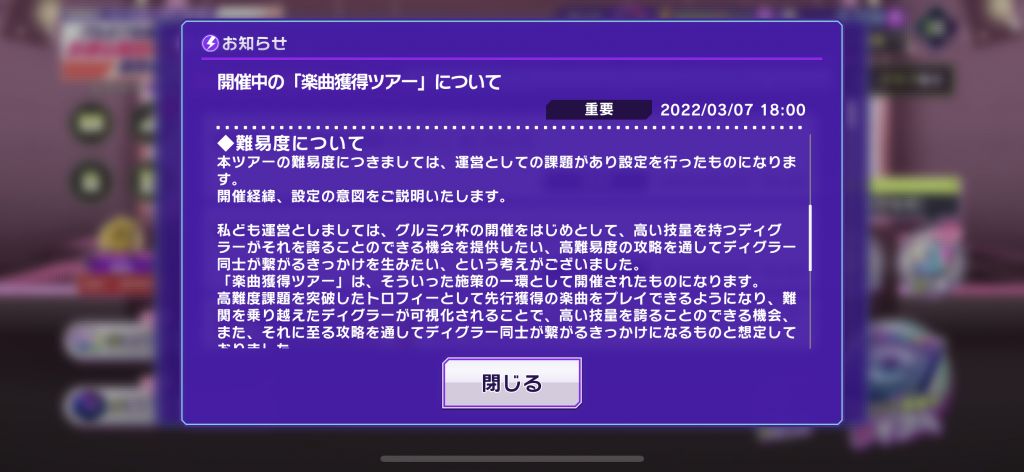 お知らせ
開催中の「楽曲獲得ツアー」について
重要 2022/03/07 18:00
◆難易度について
本ツアーの難易度につきましては、運営としての課題があり設定を行ったものになりま
す。
開催経緯、設定の意図をご説明いたします。
私ども運営としましては、グルミク杯の開催をはじめとして、高い技量を持つディグ
ラーがそれを誇ることのできる機会を提供したい、高難易度の攻略を通してディグラー
同士が繋がるきっかけを生みたい、という考えがございました。
「楽曲獲得ツアー」は、そういった施策の一環として開催されたものになります。
高難度課題を突破したトロフィーとして先行獲得の楽曲をプレイできるようになり、難
関を乗り越えたディグラーが可視化されることで、高い技量を誇ることのできる機会、
また、それに至る攻略を通してディグラー同士が繋がるきっかけになるものと想定して
おりました。
閉じる